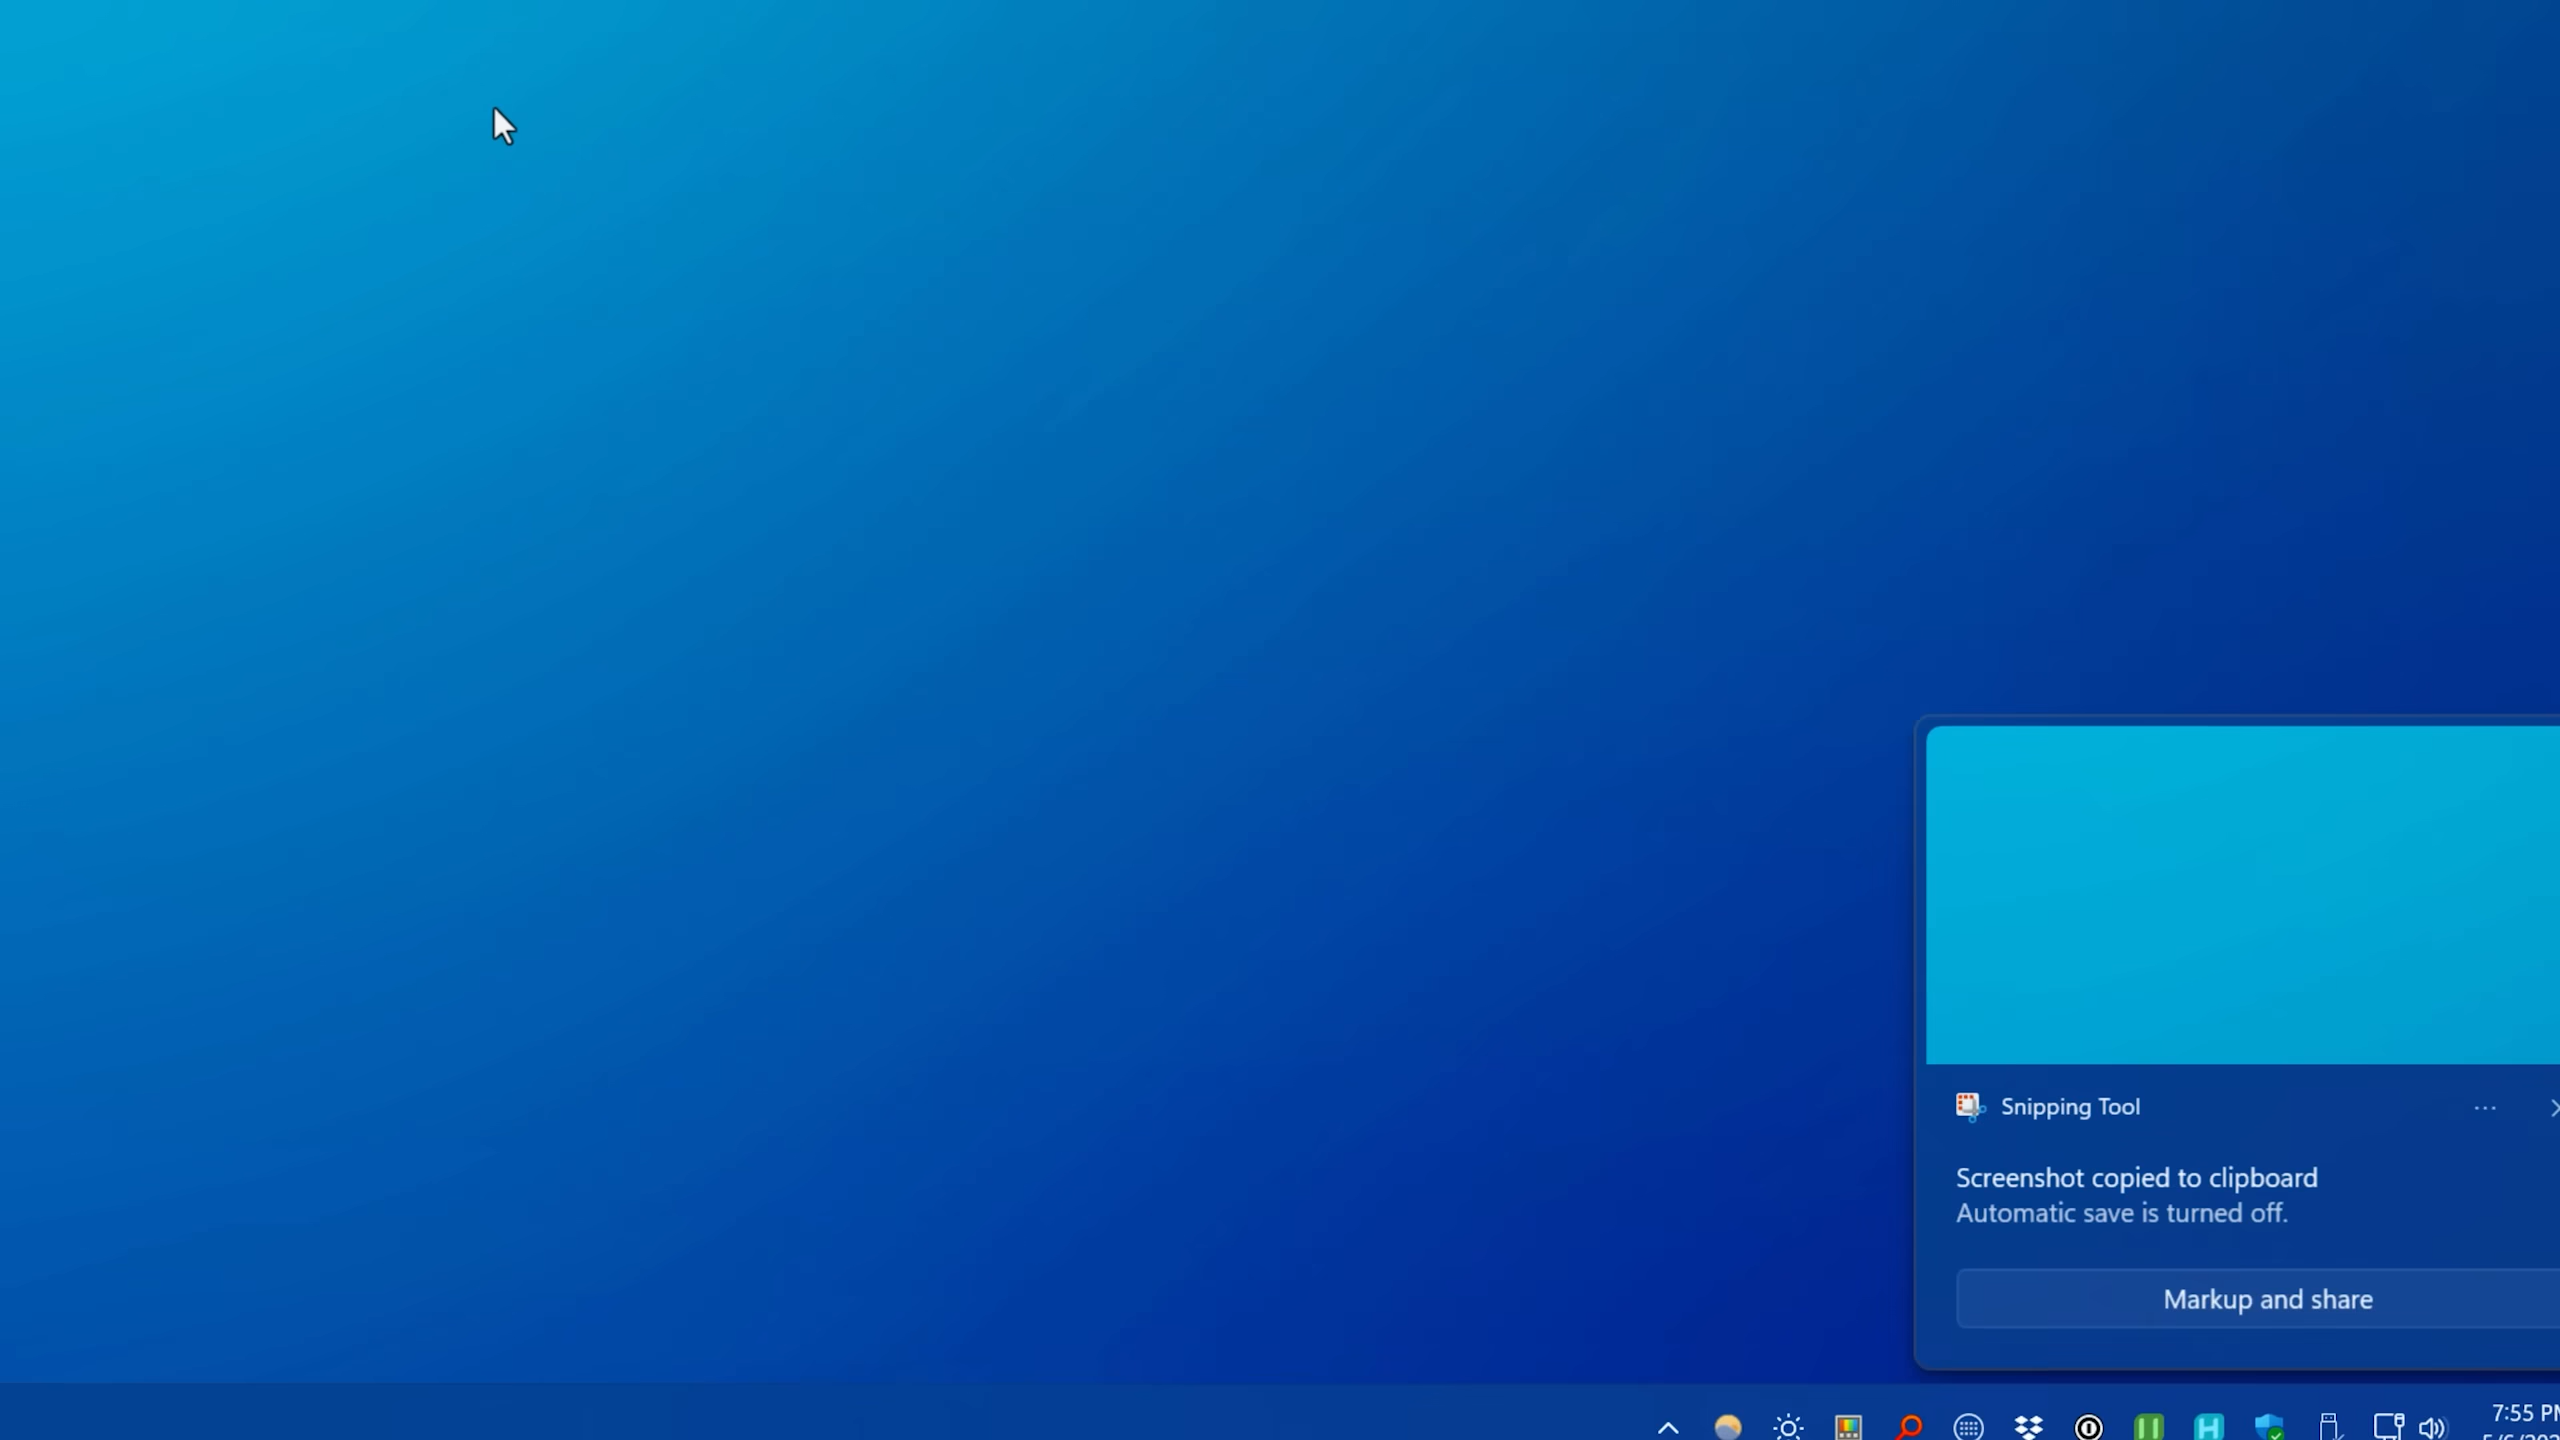 Snipping Tool
Screenshot copied to clipboard
Automatic save is turned off.
Markup and share
7:55 PM